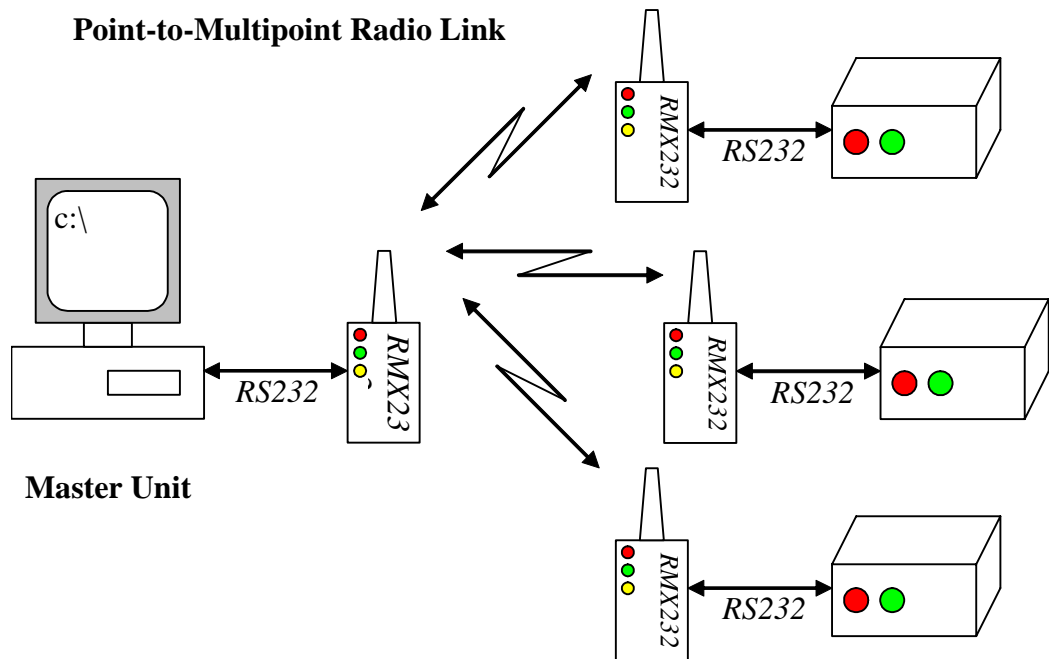 Point-to-Multipoint Radio Link
RMX232
RS232
c:\
RMX23
RS232
RMX232
RS232
Master Unit
RMX232
RS232